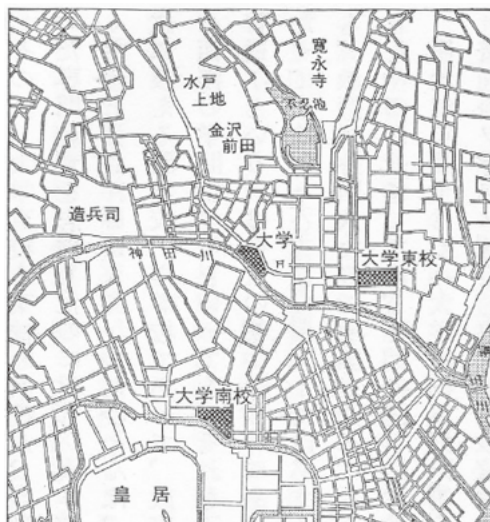 寛永寺
水戸
上地
不忍池
金沢
前田
造兵司
大学
大学東校
神田川
大学南校
皇居